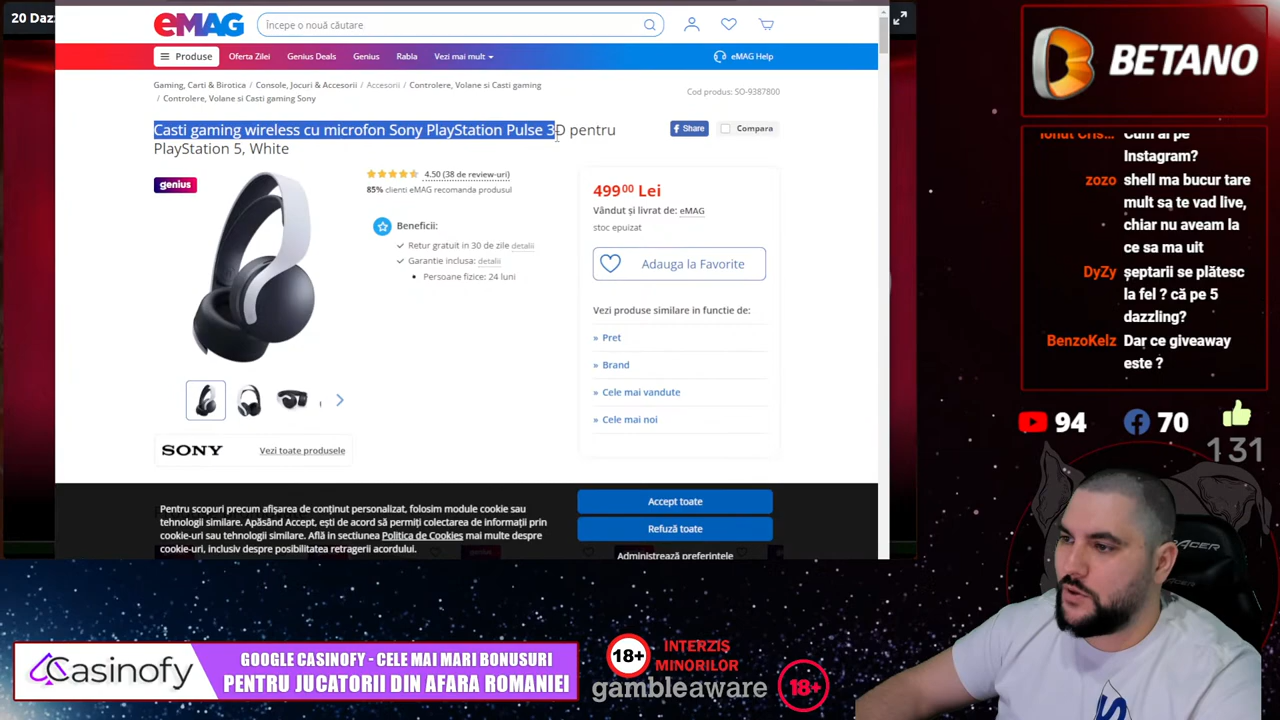 20 Dazz
eMAG
Începe o nouă căutare
Produse
Oferta Zilei
Genius Deals
Genius
Rabla
Vezi mai mult
eMAG Help
Gaming, Carti & Birotica / Console, Jocuri & Accesorii / Accesorii / Controlere, Volane si Casti gaming
/ Controlere, Volane si Casti gaming Sony
Cod produs: SO-9387800
Casti gaming wireless cu microfon Sony PlayStation Pulse 3D pentru
PlayStation 5, White
Share
Compara
genius
4.50 (38 de review-uri)
85% clienti eMAG recomanda produsul
Beneficii:
Retur gratuit in 30 de zile detalii
Garantie inclusa: detalii
Persoane fizice: 24 luni
499⁰⁰ Lei
Vândut și livrat de: eMAG
stoc epuizat
Adauga la Favorite
Vezi produse similare in functie de:
» Pret
» Brand
» Cele mai vandute
» Cele mai noi
SONY
Vezi toate produsele
Pentru scopuri precum afișarea de conținut personalizat, folosim module cookie sau
tehnologii similare. Apăsând Accept, ești de acord să permiți colectarea de informații prin
cookie-uri sau tehnologii similare. Află in sectiunea Politica de Cookies mai multe despre
cookie-uri, inclusiv despre posibilitatea retragerii acordului.
Accept toate
Refuză toate
Administrează preferințele
BETANO
Ionut Cris... Cum ai pe
Instagram?
zozo shell ma bucur tare
mult sa te vad live,
chiar nu aveam la
ce sa ma uit
DyZy șeptarii se plătesc
la fel ? că pe 5
dazzling?
BenzoKelz Dar ce giveaway
este ?
94
70
131
ACER
Casinofy
GOOGLE CASINOFY - CELE MAI MARI BONUSURI
PENTRU JUCATORII DIN AFARA ROMANIEI
18+
INTERZIȘ
MINORILOR
gambleaware
18+